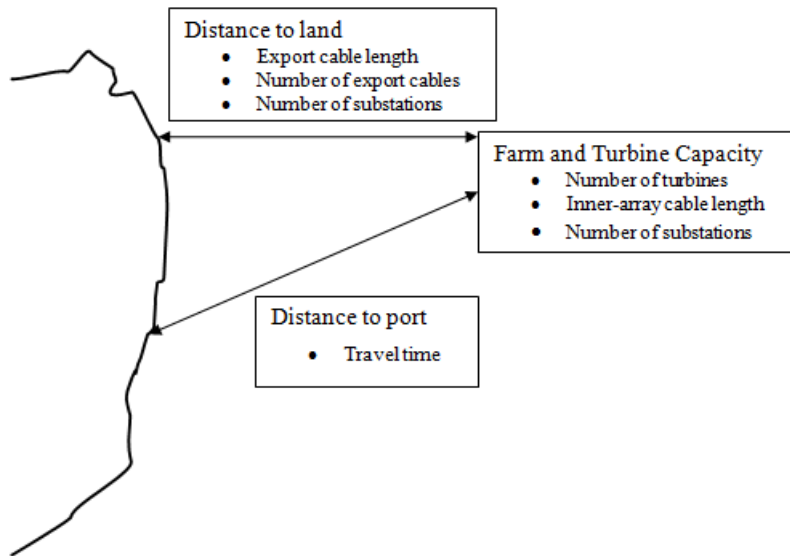 Distance to land
• Export cable length
• Number of export cables
• Number of substations
Farm and Turbine Capacity
• Number of turbines
• Inner-array cable length
• Number of substations
Distance to port
• Travel time